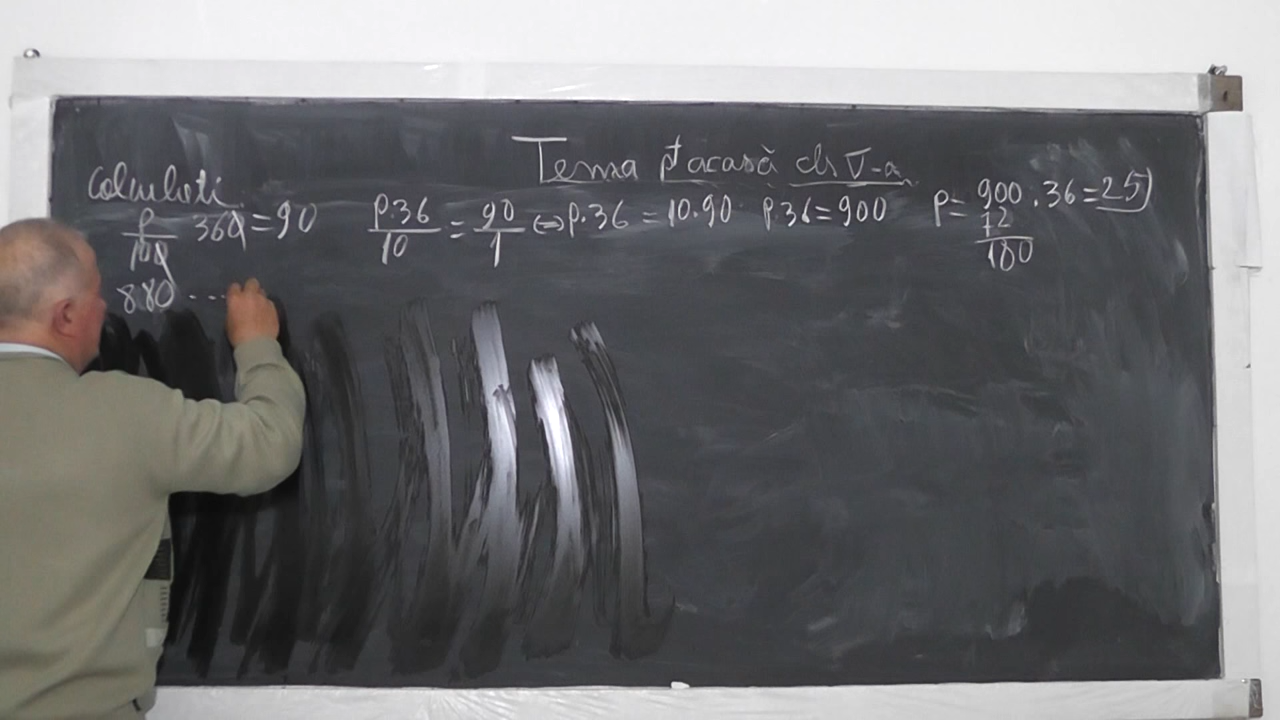 Tema pt acasă cls V-a
Calculati
p/100 360 = 90 p·36/10 = 90/1 ⇔ p·36 = 10·90 p·36 = 900 p = 900 : 36 = 25)
72
180
880 ...